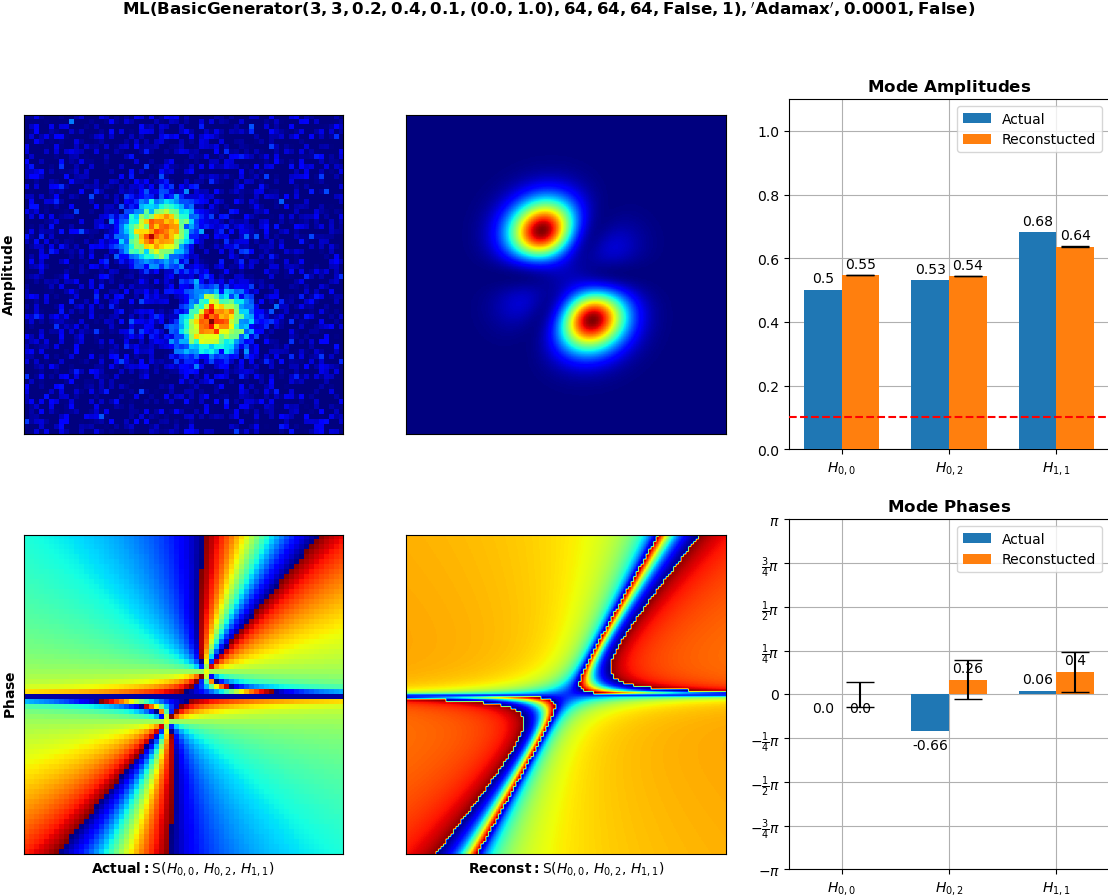 ML(BasicGenerator(3, 3, 0.2, 0.4, 0.1, (0.0, 1.0), 64, 64, 64, False, 1), ′Adamax′, 0.0001, False)
Amplitude
Mode Amplitudes
Actual
Reconstucted
1.0
0.8
0.6
0.4
0.2
0.0
0.5
0.55
0.53
0.54
0.68
0.64
H0,0
H0,2
H1,1
Phase
Actual: S(H0,0, H0,2, H1,1)
Reconst: S(H0,0, H0,2, H1,1)
Mode Phases
Actual
Reconstucted
π
3/4π
1/2π
1/4π
0
−1/4π
−1/2π
−3/4π
−π
0.0
-0.0
-0.66
0.26
0.06
0.4
H0,0
H0,2
H1,1